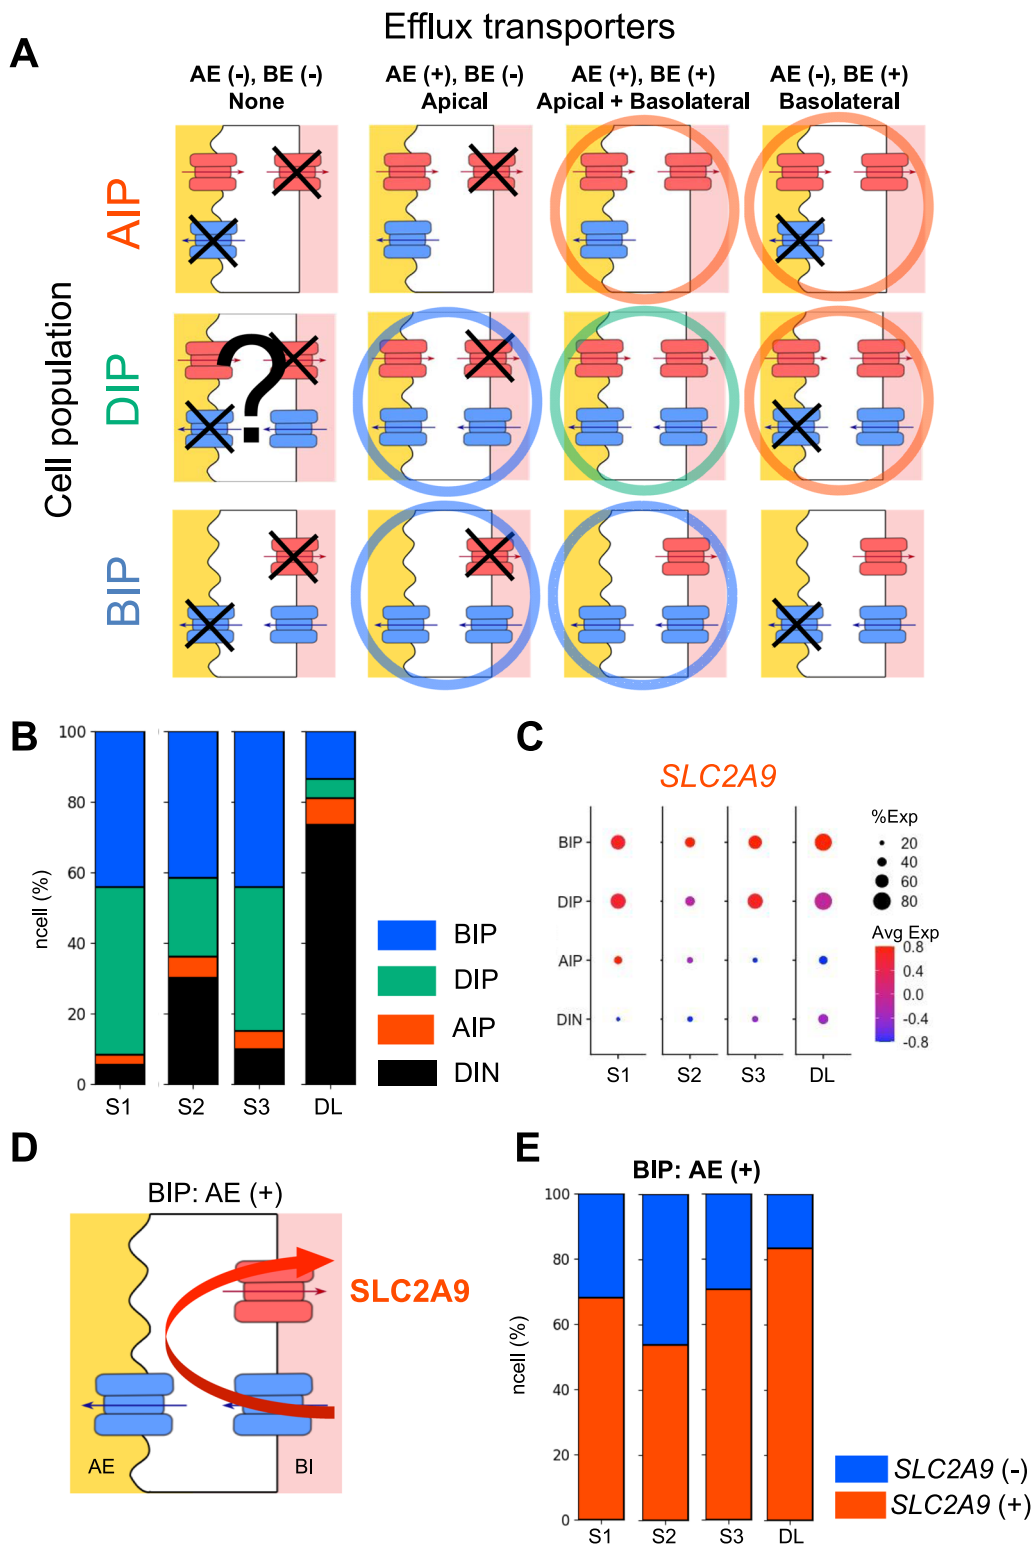 Efflux transporters
A
AE (-), BE (-)
None
AE (+), BE (-)
Apical
AE (+), BE (+)
Apical + Basolateral
AE (-), BE (+)
Basolateral
Cell population
AIP
DIP
?
BIP
B
ncell (%)
100
80
60
40
20
0
S1
S2
S3
DL
BIP
DIP
AIP
DIN
C
SLC2A9
BIP
DIP
AIP
DIN
S1
S2
S3
DL
%Exp
20
40
60
80
Avg Exp
0.8
0.4
0.0
-0.4
-0.8
D
BIP: AE (+)
SLC2A9
AE
BI
E
BIP: AE (+)
ncell (%)
100
80
60
40
20
0
S1
S2
S3
DL
SLC2A9 (-)
SLC2A9 (+)